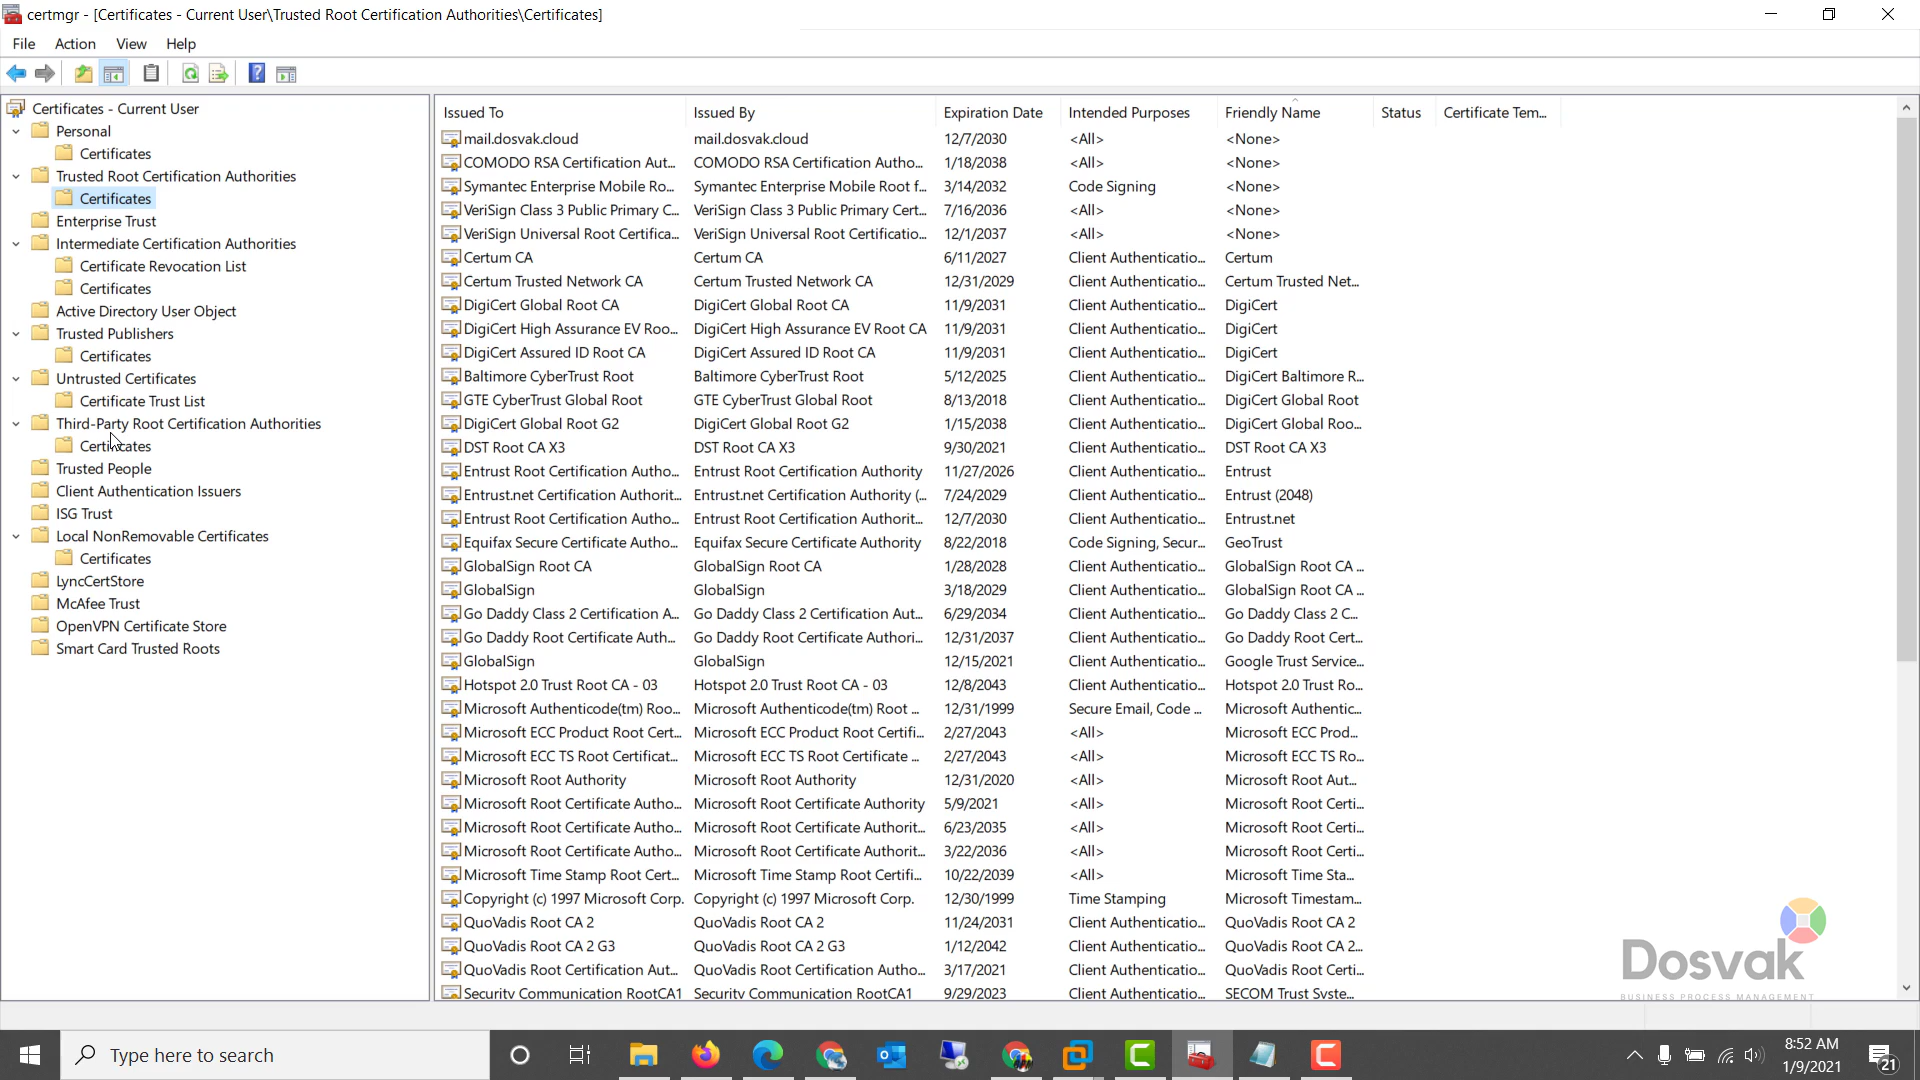 certmgr - [Certificates - Current User\Trusted Root Certification Authorities\Certificates]
File Action View Help
Certificates - Current User
Personal
Certificates
Trusted Root Certification Authorities
Certificates
Enterprise Trust
Intermediate Certification Authorities
Certificate Revocation List
Certificates
Active Directory User Object
Trusted Publishers
Certificates
Untrusted Certificates
Certificate Trust List
Third-Party Root Certification Authorities
Certificates
Trusted People
Client Authentication Issuers
ISG Trust
Local NonRemovable Certificates
Certificates
LyncCertStore
McAfee Trust
OpenVPN Certificate Store
Smart Card Trusted Roots
Issued To Issued By Expiration Date Intended Purposes Friendly Name Status Certificate Tem...
mail.dosvak.cloud mail.dosvak.cloud 12/7/2030 <All> <None>
COMODO RSA Certification Aut... COMODO RSA Certification Autho... 1/18/2038 <All> <None>
Symantec Enterprise Mobile Ro... Symantec Enterprise Mobile Root f... 3/14/2032 Code Signing <None>
VeriSign Class 3 Public Primary C... VeriSign Class 3 Public Primary Cert... 7/16/2036 <All> <None>
VeriSign Universal Root Certifica... VeriSign Universal Root Certificatio... 12/1/2037 <All> <None>
Certum CA Certum CA 6/11/2027 Client Authenticatio... Certum
Certum Trusted Network CA Certum Trusted Network CA 12/31/2029 Client Authenticatio... Certum Trusted Net...
DigiCert Global Root CA DigiCert Global Root CA 11/9/2031 Client Authenticatio... DigiCert
DigiCert High Assurance EV Roo... DigiCert High Assurance EV Root CA 11/9/2031 Client Authenticatio... DigiCert
DigiCert Assured ID Root CA DigiCert Assured ID Root CA 11/9/2031 Client Authenticatio... DigiCert
Baltimore CyberTrust Root Baltimore CyberTrust Root 5/12/2025 Client Authenticatio... DigiCert Baltimore R...
GTE CyberTrust Global Root GTE CyberTrust Global Root 8/13/2018 Client Authenticatio... DigiCert Global Root
DigiCert Global Root G2 DigiCert Global Root G2 1/15/2038 Client Authenticatio... DigiCert Global Roo...
DST Root CA X3 DST Root CA X3 9/30/2021 Client Authenticatio... DST Root CA X3
Entrust Root Certification Autho... Entrust Root Certification Authority 11/27/2026 Client Authenticatio... Entrust
Entrust.net Certification Authorit... Entrust.net Certification Authority (... 7/24/2029 Client Authenticatio... Entrust (2048)
Entrust Root Certification Autho... Entrust Root Certification Authorit... 12/7/2030 Client Authenticatio... Entrust.net
Equifax Secure Certificate Autho... Equifax Secure Certificate Authority 8/22/2018 Code Signing, Secur... GeoTrust
GlobalSign Root CA GlobalSign Root CA 1/28/2028 Client Authenticatio... GlobalSign Root CA ...
GlobalSign GlobalSign 3/18/2029 Client Authenticatio... GlobalSign Root CA ...
Go Daddy Class 2 Certification A... Go Daddy Class 2 Certification Aut... 6/29/2034 Client Authenticatio... Go Daddy Class 2 C...
Go Daddy Root Certificate Auth... Go Daddy Root Certificate Authori... 12/31/2037 Client Authenticatio... Go Daddy Root Cert...
GlobalSign GlobalSign 12/15/2021 Client Authenticatio... Google Trust Service...
Hotspot 2.0 Trust Root CA - 03 Hotspot 2.0 Trust Root CA - 03 12/8/2043 Client Authenticatio... Hotspot 2.0 Trust Ro...
Microsoft Authenticode(tm) Roo... Microsoft Authenticode(tm) Root ... 12/31/1999 Secure Email, Code ... Microsoft Authentic...
Microsoft ECC Product Root Cert... Microsoft ECC Product Root Certifi... 2/27/2043 <All> Microsoft ECC Prod...
Microsoft ECC TS Root Certificat... Microsoft ECC TS Root Certificate ... 2/27/2043 <All> Microsoft ECC TS Ro...
Microsoft Root Authority Microsoft Root Authority 12/31/2020 <All> Microsoft Root Aut...
Microsoft Root Certificate Autho... Microsoft Root Certificate Authority 5/9/2021 <All> Microsoft Root Certi...
Microsoft Root Certificate Autho... Microsoft Root Certificate Authorit... 6/23/2035 <All> Microsoft Root Certi...
Microsoft Root Certificate Autho... Microsoft Root Certificate Authorit... 3/22/2036 <All> Microsoft Root Certi...
Microsoft Time Stamp Root Cert... Microsoft Time Stamp Root Certifi... 10/22/2039 <All> Microsoft Time Sta...
Copyright (c) 1997 Microsoft Corp. Copyright (c) 1997 Microsoft Corp. 12/30/1999 Time Stamping Microsoft Timestam...
QuoVadis Root CA 2 QuoVadis Root CA 2 11/24/2031 Client Authenticatio... QuoVadis Root CA 2
QuoVadis Root CA 2 G3 QuoVadis Root CA 2 G3 1/12/2042 Client Authenticatio... QuoVadis Root CA 2...
QuoVadis Root Certification Aut... QuoVadis Root Certification Autho... 3/17/2021 Client Authenticatio... QuoVadis Root Certi...
Security Communication RootCA1 Security Communication RootCA1 9/29/2023 Client Authenticatio... SECOM Trust Syste...
Dosvak
BUSINESS PROCESS MANAGEMENT
Type here to search
8:52 AM
1/9/2021
21